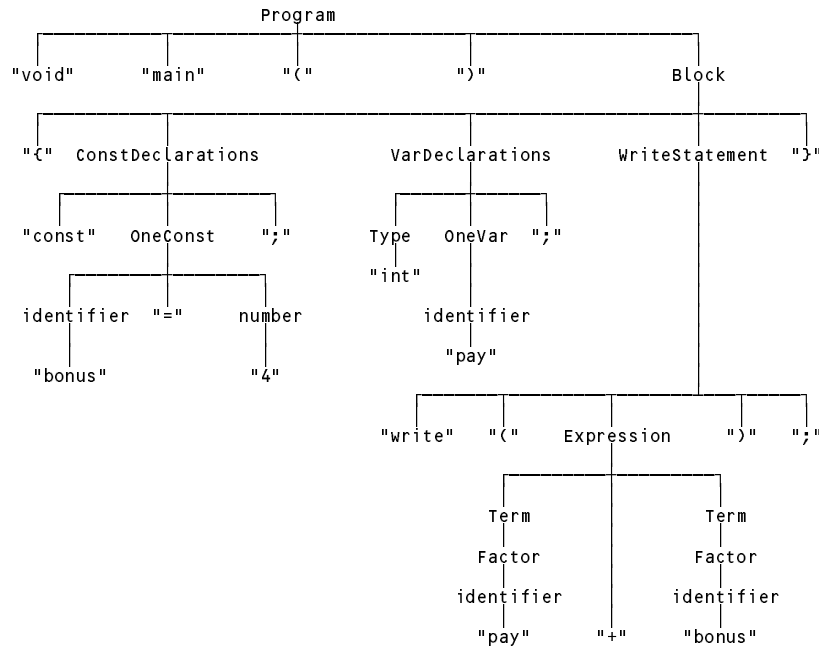 Program
"void" "main" "(" ")" Block
"{" ConstDeclarations VarDeclarations WriteStatement "}"
"const" OneConst ";" Type OneVar ";"
"int"
identifier "=" number identifier
"pay"
"bonus" "4"
"write" "(" Expression ")" ";"
Term Term
Factor Factor
identifier identifier
"pay" "+" "bonus"